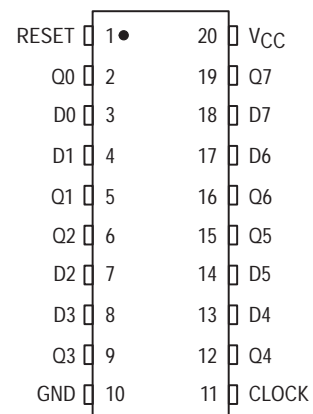 RESET 1 20 VCC
Q0 2 19 Q7
D0 3 18 D7
D1 4 17 D6
Q1 5 16 Q6
Q2 6 15 Q5
D2 7 14 D5
D3 8 13 D4
Q3 9 12 Q4
GND 10 11 CLOCK